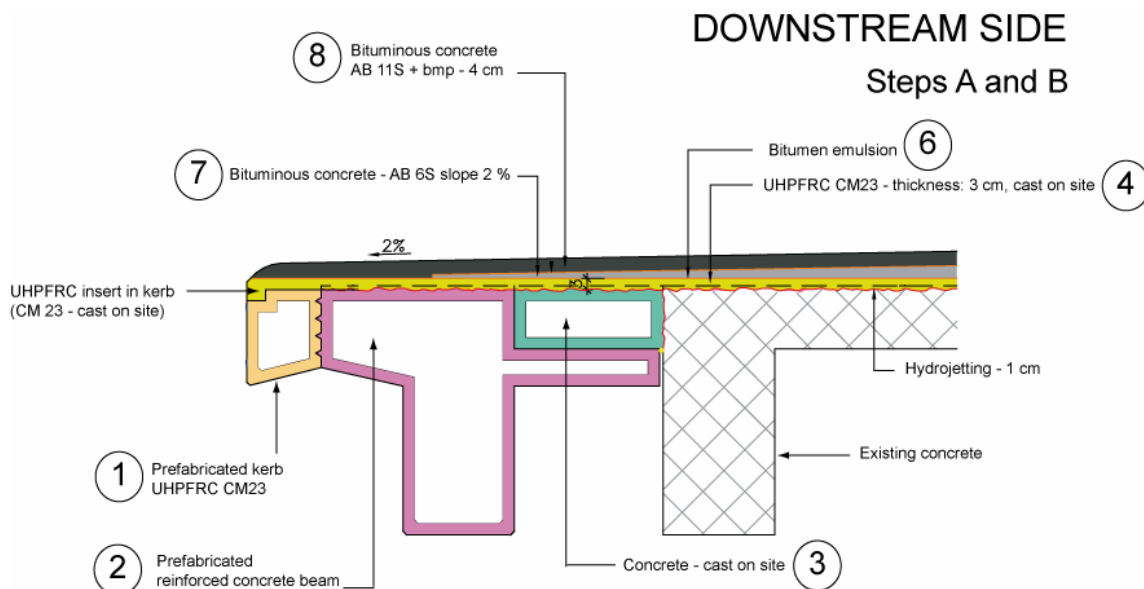 DOWNSTREAM SIDE
Steps A and B
8
Bituminous concrete
AB 11S + bmp - 4 cm
7
Bituminous concrete - AB 6S slope 2 %
Bitumen emulsion
6
UHPFRC CM23 - thickness: 3 cm, cast on site
4
2%
3
UHPFRC insert in kerb
(CM 23 - cast on site)
Hydrojetting - 1 cm
Existing concrete
1
Prefabricated kerb
UHPFRC CM23
2
Prefabricated
reinforced concrete beam
Concrete - cast on site
3